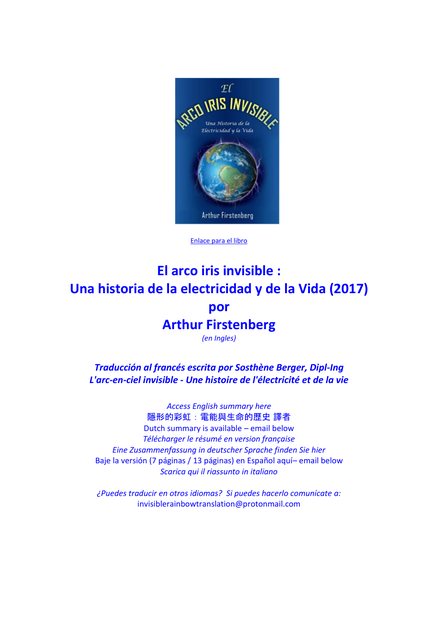 El
ARCO IRIS INVISIBLE
Una Historia de la
Electricidad y la Vida
Arthur Firstenberg
Enlace para el libro
El arco iris invisible :
Una historia de la electricidad y de la Vida (2017)
por
Arthur Firstenberg
(en Ingles)
Traducción al francés escrita por Sosthène Berger, Dipl-Ing
L'arc-en-ciel invisible - Une histoire de l'électricité et de la vie
Access English summary here
隱形的彩虹：電能與生命的歷史 譯者
Dutch summary is available – email below
Télécharger le résumé en version française
Eine Zusammenfassung in deutscher Sprache finden Sie hier
Baje la versión (7 páginas / 13 páginas) en Español aquí– email below
Scarica qui il riassunto in italiano
¿Puedes traducir en otros idiomas? Si puedes hacerlo comunicate a:
invisiblerainbowtranslation@protonmail.com